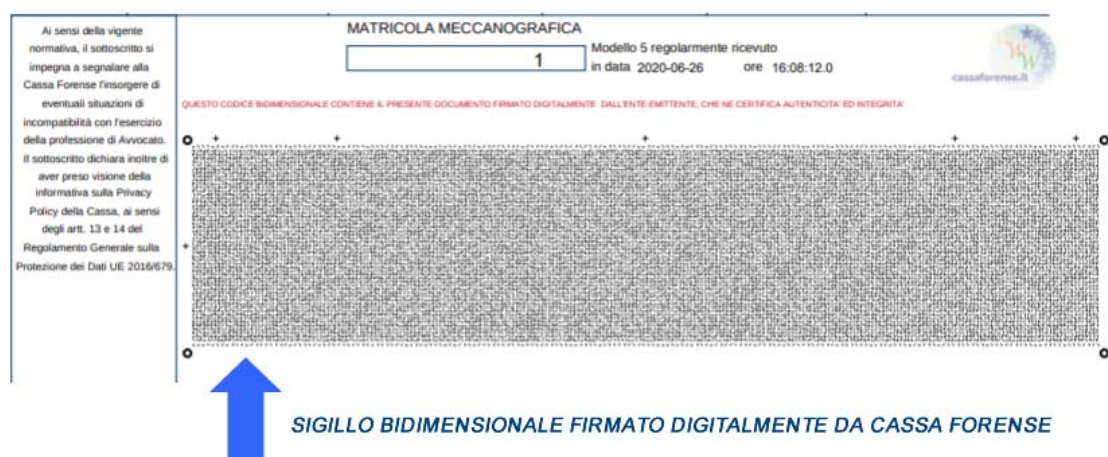 Ai sensi della vigente
normativa, il sottoscritto si
impegna a segnalare alla
Cassa Forense l'insorgere di
eventuali situazioni di
incompatibilità con l'esercizio
della professione di Avvocato.
Il sottoscritto dichiara inoltre di
aver preso visione della
informativa sulla Privacy
Policy della Cassa, ai sensi
degli artt. 13 e 14 del
Regolamento Generale sulla
Protezione dei Dati UE 2016/679.
MATRICOLA MECCANOGRAFICA
1
Modello 5 regolarmente ricevuto
in data 2020-06-26 ore 16:08:12.0
cassaforense.it
QUESTO CODICE BIDIMENSIONALE CONTIENE IL PRESENTE DOCUMENTO FIRMATO DIGITALMENTE DALL'ENTE EMITTENTE, CHE NE CERTIFICA AUTENTICITA' ED INTEGRITA'
SIGILLO BIDIMENSIONALE FIRMATO DIGITALMENTE DA CASSA FORENSE